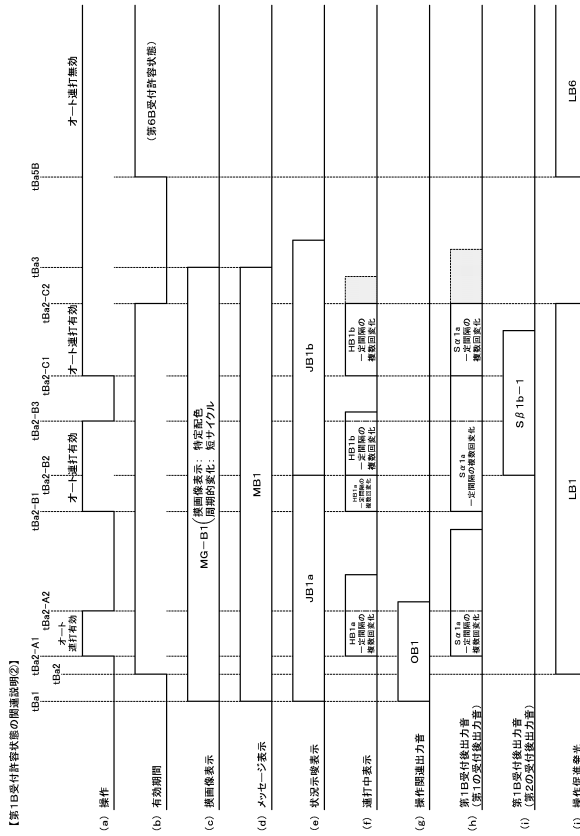 【第1B受付許容状態の関連説明②】
tBa1
tBa2
tBa2-A1
tBa2-A2
tBa2-B1
tBa2-B2
tBa2-B3
tBa2-C1
tBa2-C2
tBa3
tBa5B
(a) 操作
オート
連打有効
オート連打有効
オート連打有効
オート連打無効
(b) 有効期間
(第6B受付許容状態)
(c) 摸画像表示
MG-B1(摸画像表示: 特定配色
周期的変化: 短サイクル
(d) メッセージ表示
MB1
(e) 状況示唆表示
JB1a
JB1b
(f) 連打中表示
HB1a
一定間隔の
複数回変化
HB1a
一定間隔の
複数回変化
HB1b
一定間隔の
複数回変化
HB1b
一定間隔の
複数回変化
(g) 操作関連出力音
OB1
(h) 第1B受付後出力音
(第1の受付後出力音)
Sα1a
一定間隔の
複数回変化
Sα1a
一定間隔の複数回変化
Sα1a
一定間隔の
複数回変化
(i) 第1B受付後出力音
(第2の受付後出力音)
Sβ1b-1
(j) 操作促進発光
LB1
LB6